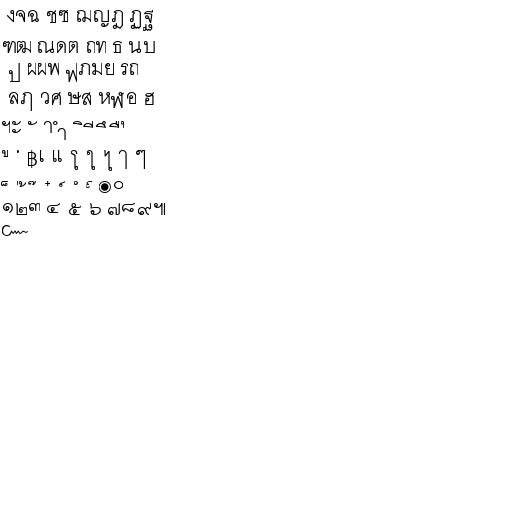 งจฉ ชซ ฌญฎ ฏฐ
ฑฒ ณดต ถท ธ นบ
ป ผฝพ ฟภมย รถ
ลฦ วศ ษส หฬอ ฮ
ฯะ ั าำ ิีึื
ุู ฿เ แ โ ใ ไ ๅ ๆ
็ ่้๊ ๋ ์ ํ ๎ ๏๐
๑๒๓ ๔ ๕ ๖ ๗๘๙๚
๛